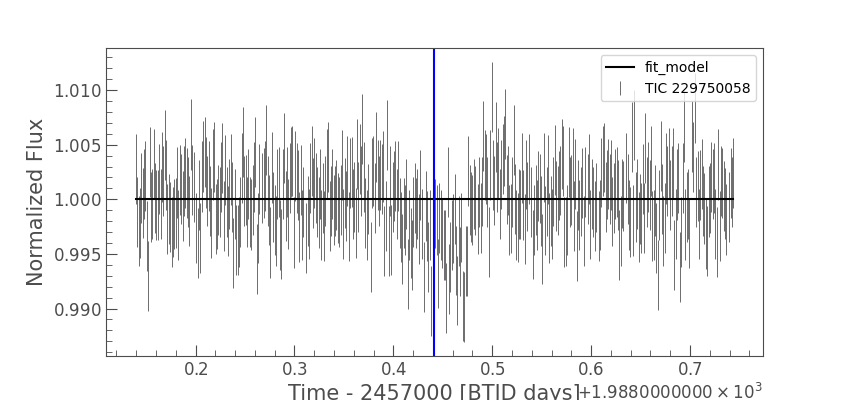 fit_model
TIC 229750058
Normalized Flux
1.010
1.005
1.000
0.995
0.990
0.2 0.3 0.4 0.5 0.6 0.7
Time - 2457000 [BTJD days]
+1.9880000000 × 10³